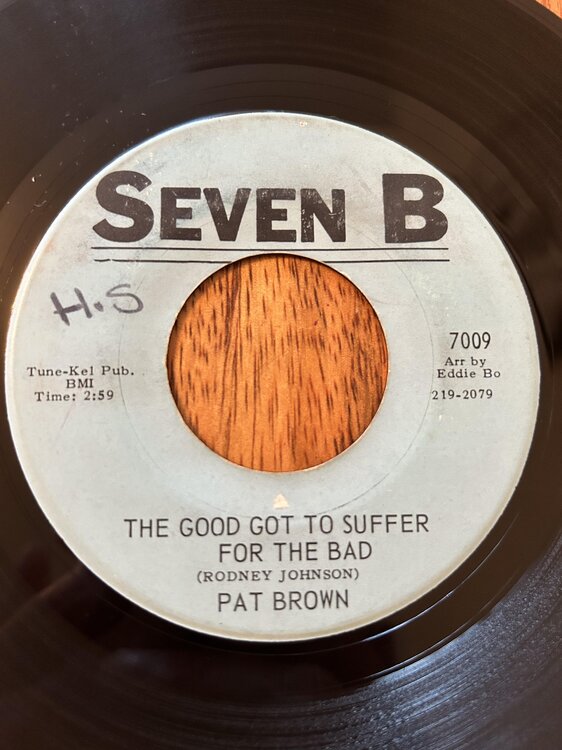 SEVEN B
H.S
Tune-Kel Pub.
BMI
Time: 2:59
7009
Arr by
Eddie Bo
219-2079
THE GOOD GOT TO SUFFER
FOR THE BAD
(RODNEY JOHNSON)
PAT BROWN